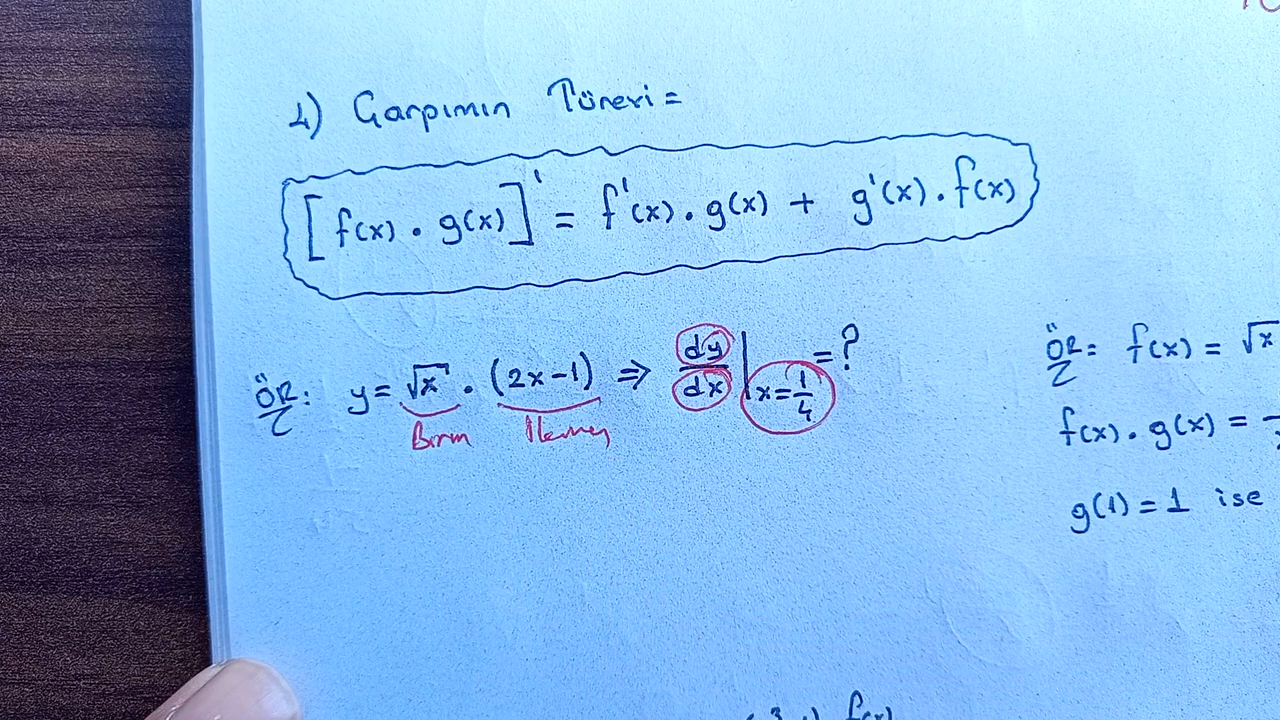 4) Çarpımın Türevi =
[f(x) . g(x)]' = f'(x) . g(x) + g'(x) . f(x)
ÖR: y = √x . (2x-1) ⇒ dy/dx | x = 1/4 = ?
Birinci İkinci
ÖR: f(x) = √x
f(x) . g(x) =
g(1) = 1 ise
f(x)